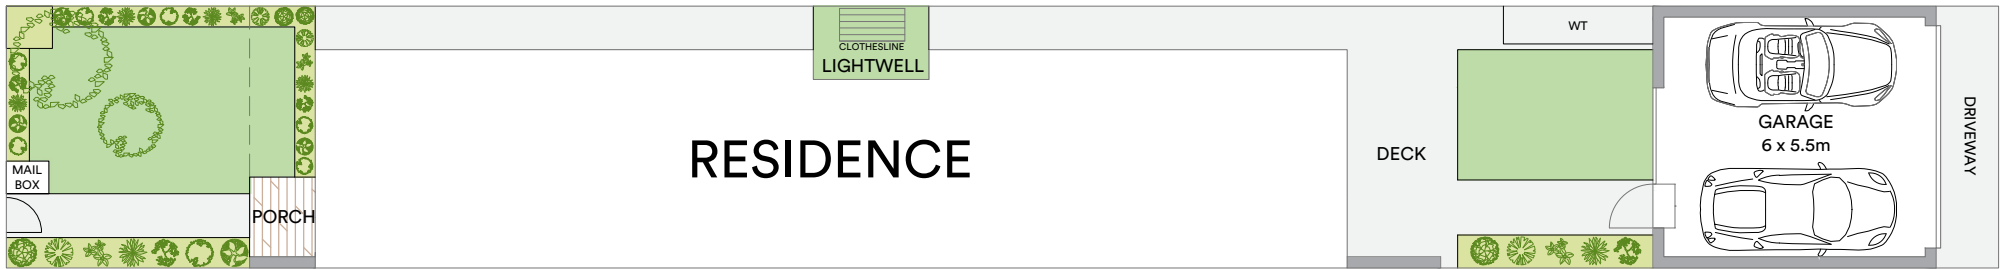 MAIL
BOX
PORCH
RESIDENCE
CLOTHESLINE
LIGHTWELL
DECK
WT
GARAGE
6 x 5.5m
DRIVEWAY